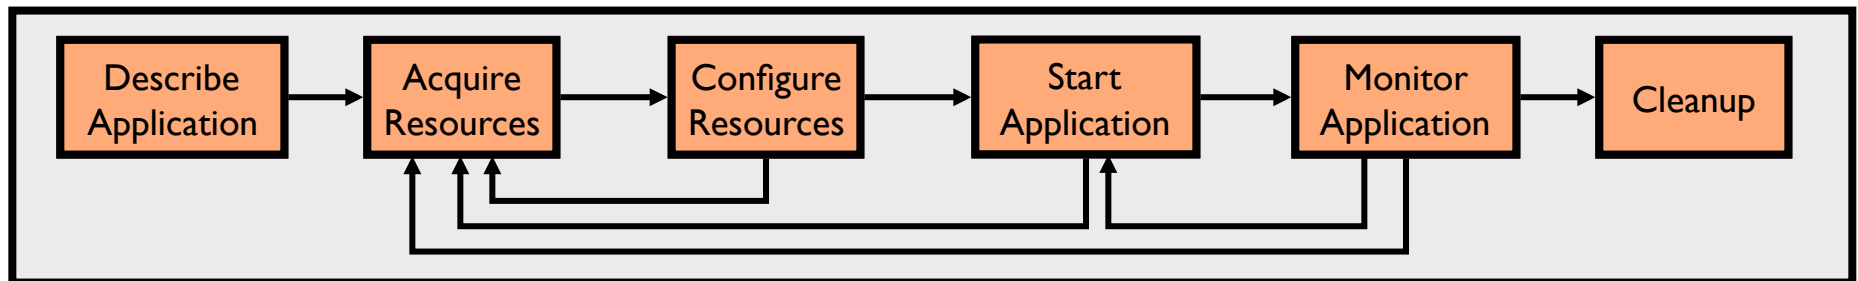 Describe
Application
Acquire
Resources
Configure
Resources
Start
Application
Monitor
Application
Cleanup